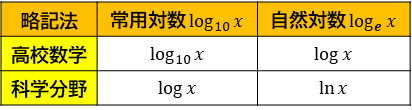 略記法 常用対数 log₁₀ x 自然対数 logₑ x
高校数学 log₁₀ x log x
科学分野 log x ln x